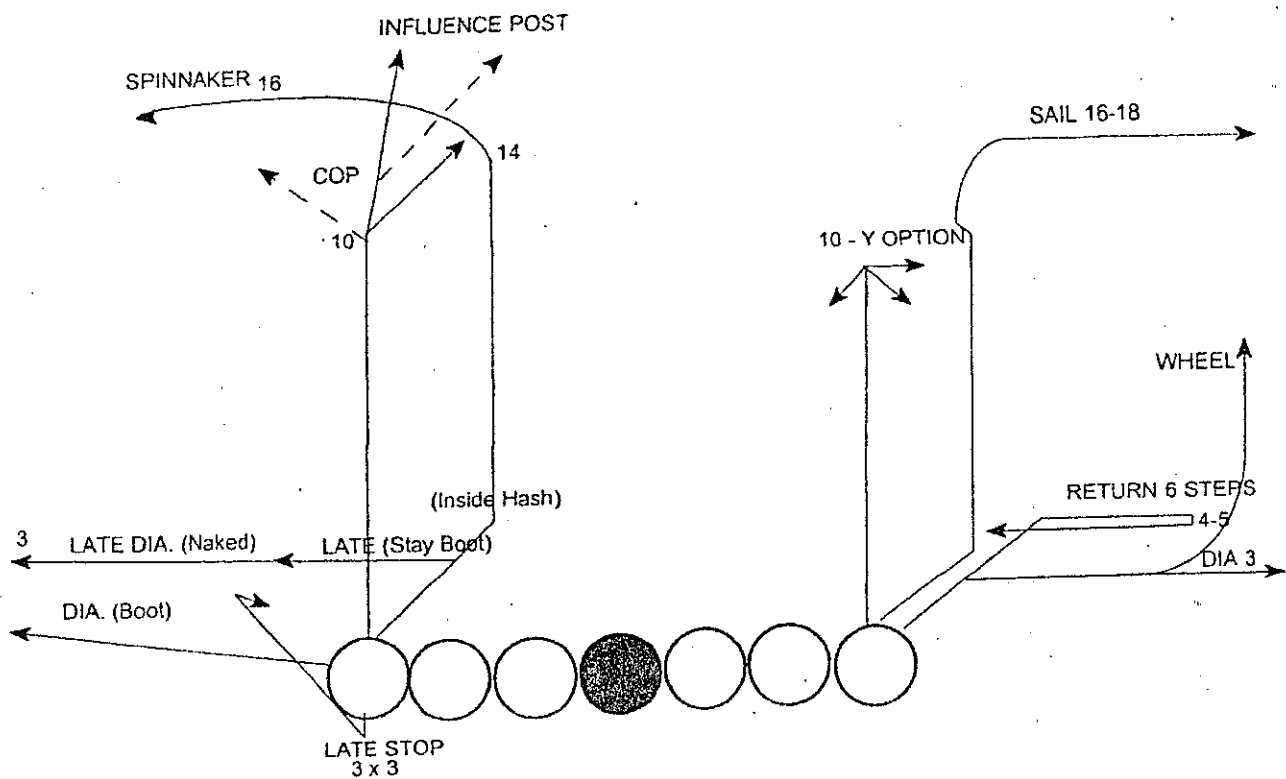 INFLUENCE POST
SPINNAKER 16
SAIL 16-18
14
COP
10
10 - Y OPTION
WHEEL
(Inside Hash)
RETURN 6 STEPS
4-5
3
LATE DIA. (Naked)
LATE (Stay Boot)
DIA 3
DIA. (Boot)
LATE STOP
3 x 3